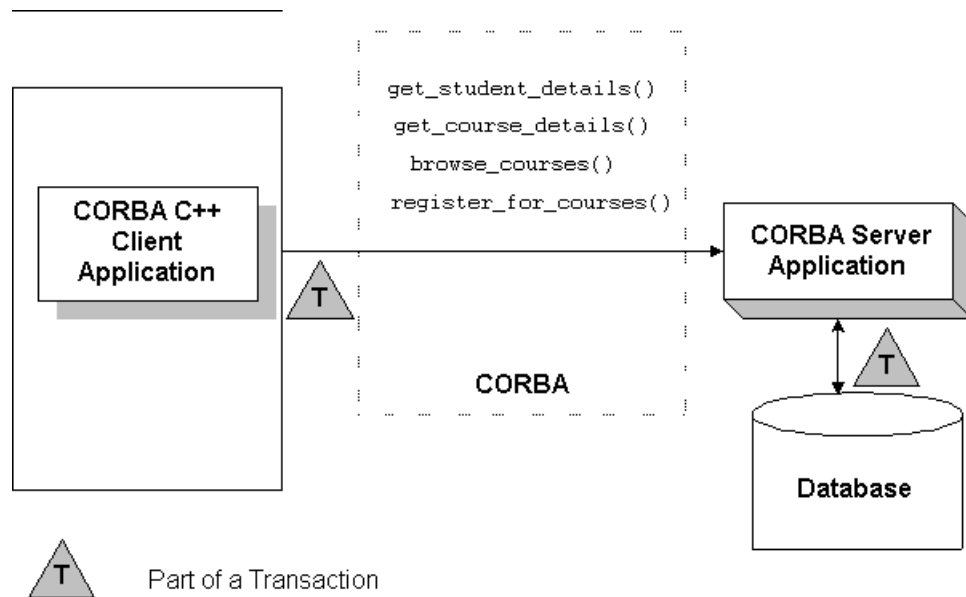 get_student_details()
get_course_details()
browse_courses()
register_for_courses()
CORBA C++
Client
Application
T
CORBA Server
Application
T
CORBA
Database
T
Part of a Transaction